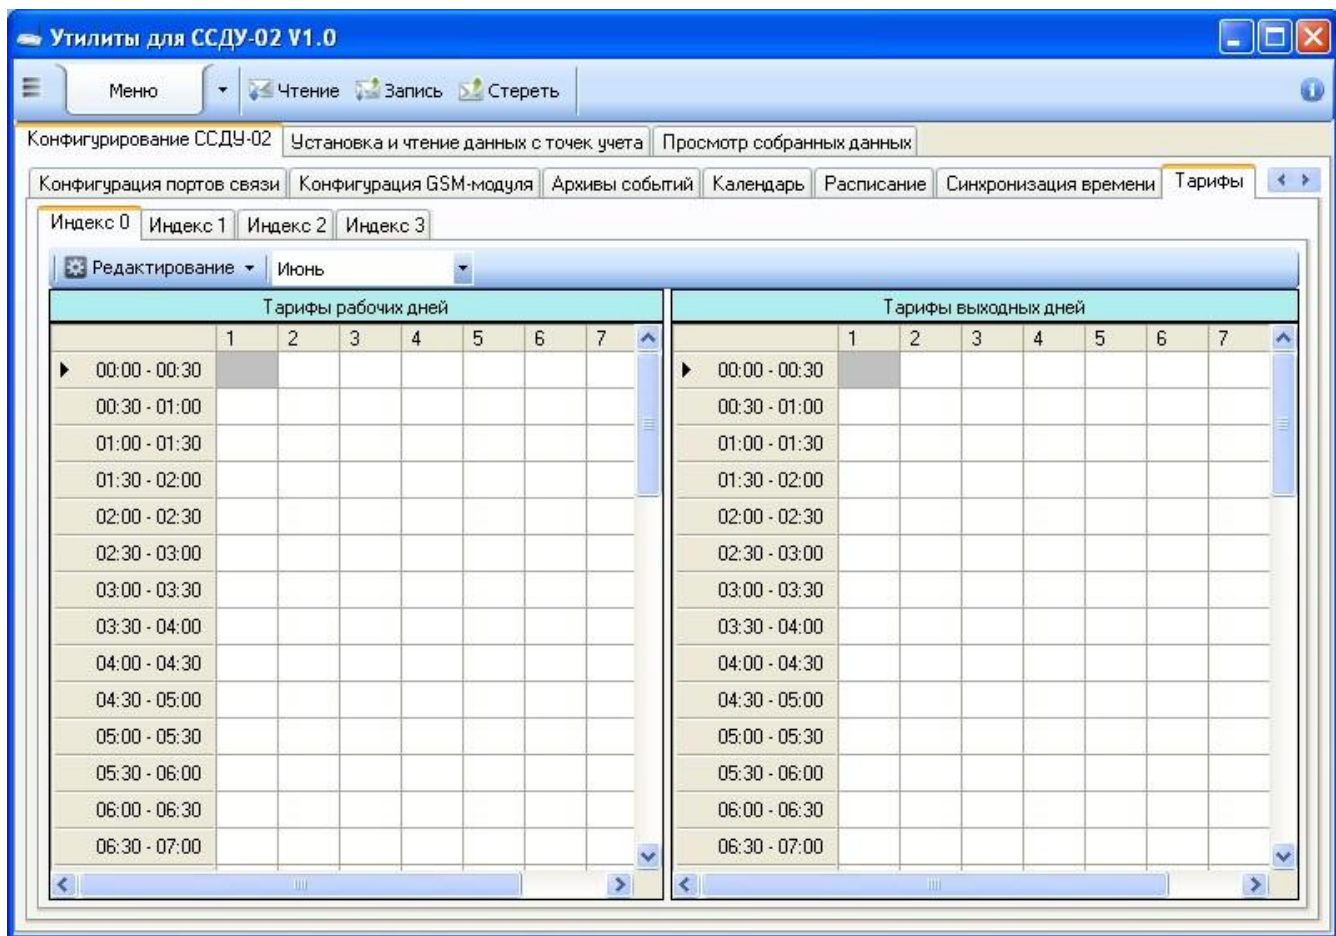 Утилиты для ССДУ-02 V1.0
Меню Чтение Запись Стереть
Конфигурирование ССДУ-02 Установка и чтение данных с точек учета Просмотр собранных данных
Конфигурация портов связи Конфигурация GSM-модуля Архивы событий Календарь Расписание Синхронизация времени Тарифы
Индекс 0 Индекс 1 Индекс 2 Индекс 3
Редактирование Июнь
Тарифы рабочих дней Тарифы выходных дней
1 2 3 4 5 6 7 1 2 3 4 5 6 7
00:00 - 00:30 00:00 - 00:30
00:30 - 01:00 00:30 - 01:00
01:00 - 01:30 01:00 - 01:30
01:30 - 02:00 01:30 - 02:00
02:00 - 02:30 02:00 - 02:30
02:30 - 03:00 02:30 - 03:00
03:00 - 03:30 03:00 - 03:30
03:30 - 04:00 03:30 - 04:00
04:00 - 04:30 04:00 - 04:30
04:30 - 05:00 04:30 - 05:00
05:00 - 05:30 05:00 - 05:30
05:30 - 06:00 05:30 - 06:00
06:00 - 06:30 06:00 - 06:30
06:30 - 07:00 06:30 - 07:00